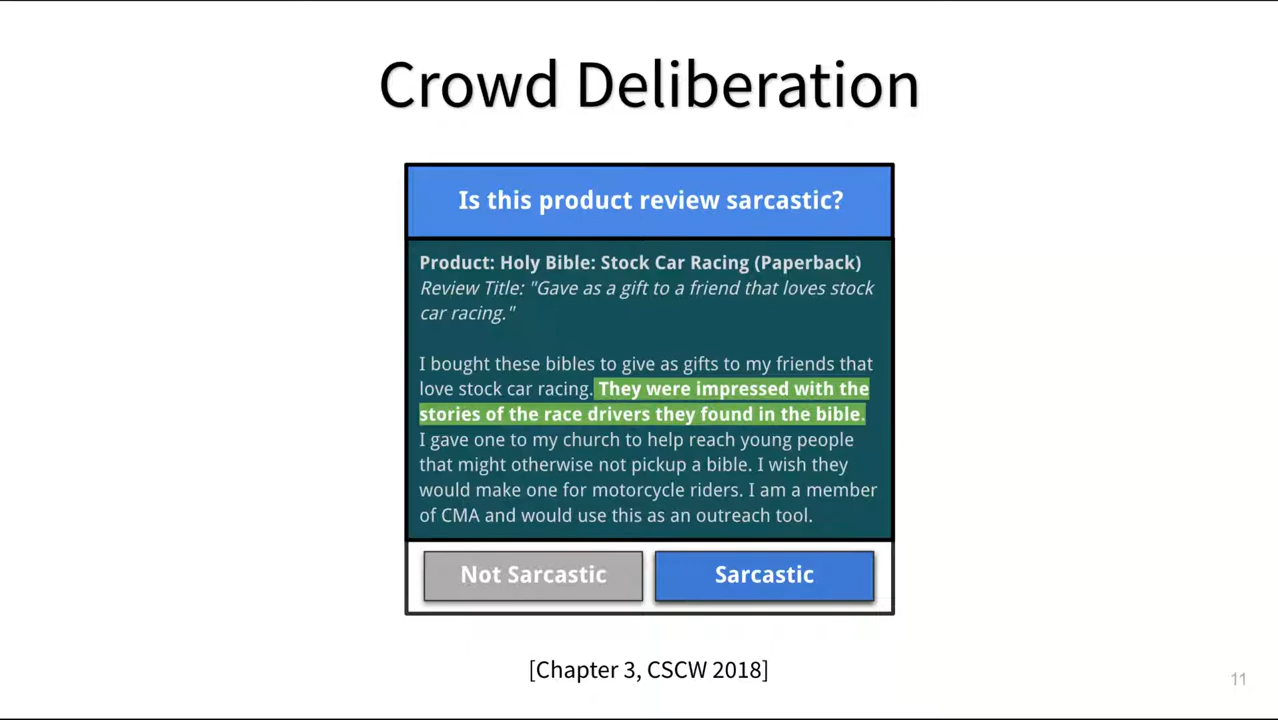 Crowd Deliberation
Is this product review sarcastic?
Product: Holy Bible: Stock Car Racing (Paperback)
Review Title: "Gave as a gift to a friend that loves stock
car racing."
I bought these bibles to give as gifts to my friends that
love stock car racing. They were impressed with the
stories of the race drivers they found in the bible.
I gave one to my church to help reach young people
that might otherwise not pickup a bible. I wish they
would make one for motorcycle riders. I am a member
of CMA and would use this as an outreach tool.
Not Sarcastic Sarcastic
[Chapter 3, CSCW 2018]
11